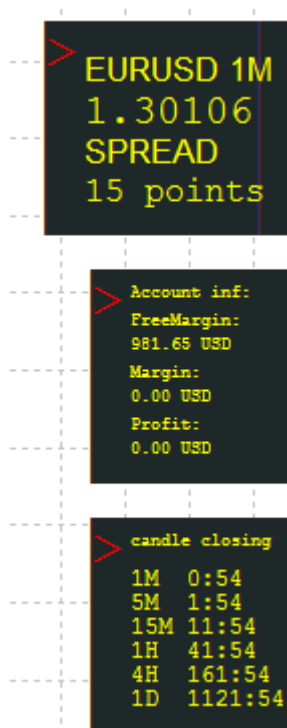 EURUSD 1M
1.30106
SPREAD
15 points
Account inf:
FreeMargin:
981.65 USD
Margin:
0.00 USD
Profit:
0.00 USD
candle closing
1M 0:54
5M 1:54
15M 11:54
1H 41:54
4H 161:54
1D 1121:54